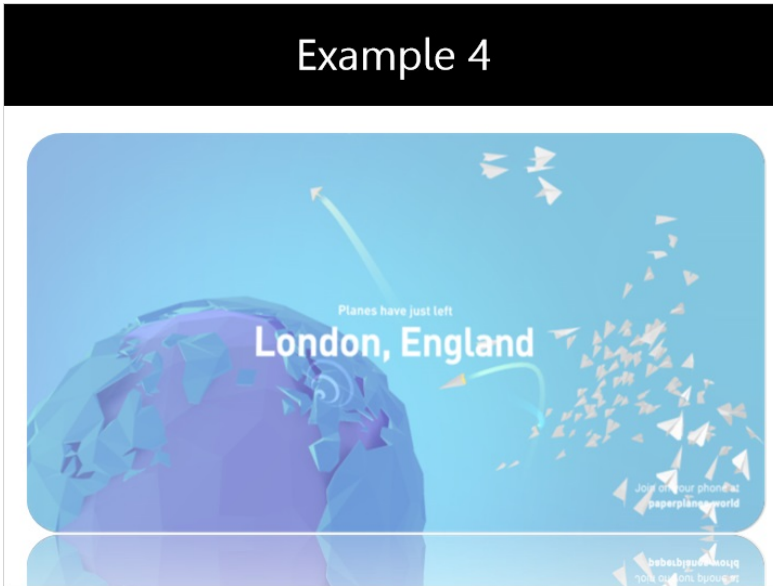 Example 4
Planes have just left
London, England
Join on your phone at
paperplanes.world